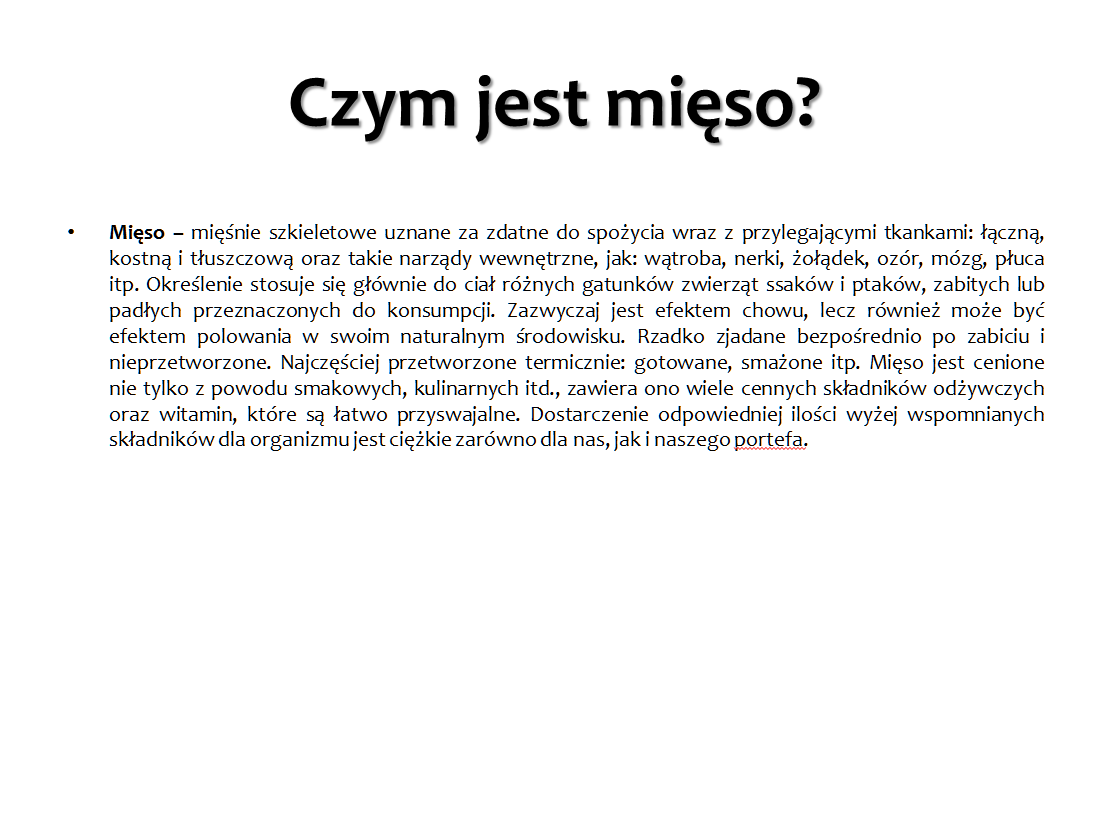 Czym jest mięso?
• Mięso – mięśnie szkieletowe uznane za zdatne do spożycia wraz z przylegającymi tkankami: łączną,
kostną i tłuszczową oraz takie narządy wewnętrzne, jak: wątroba, nerki, żołądek, ozór, mózg, płuca
itp. Określenie stosuje się głównie do ciał różnych gatunków zwierząt ssaków i ptaków, zabitych lub
padłych przeznaczonych do konsumpcji. Zazwyczaj jest efektem chowu, lecz również może być
efektem polowania w swoim naturalnym środowisku. Rzadko zjadane bezpośrednio po zabiciu i
nieprzetworzone. Najczęściej przetworzone termicznie: gotowane, smażone itp. Mięso jest cenione
nie tylko z powodu smakowych, kulinarnych itd., zawiera ono wiele cennych składników odżywczych
oraz witamin, które są łatwo przyswajalne. Dostarczenie odpowiedniej ilości wyżej wspomnianych
składników dla organizmu jest ciężkie zarówno dla nas, jak i naszego portefa.